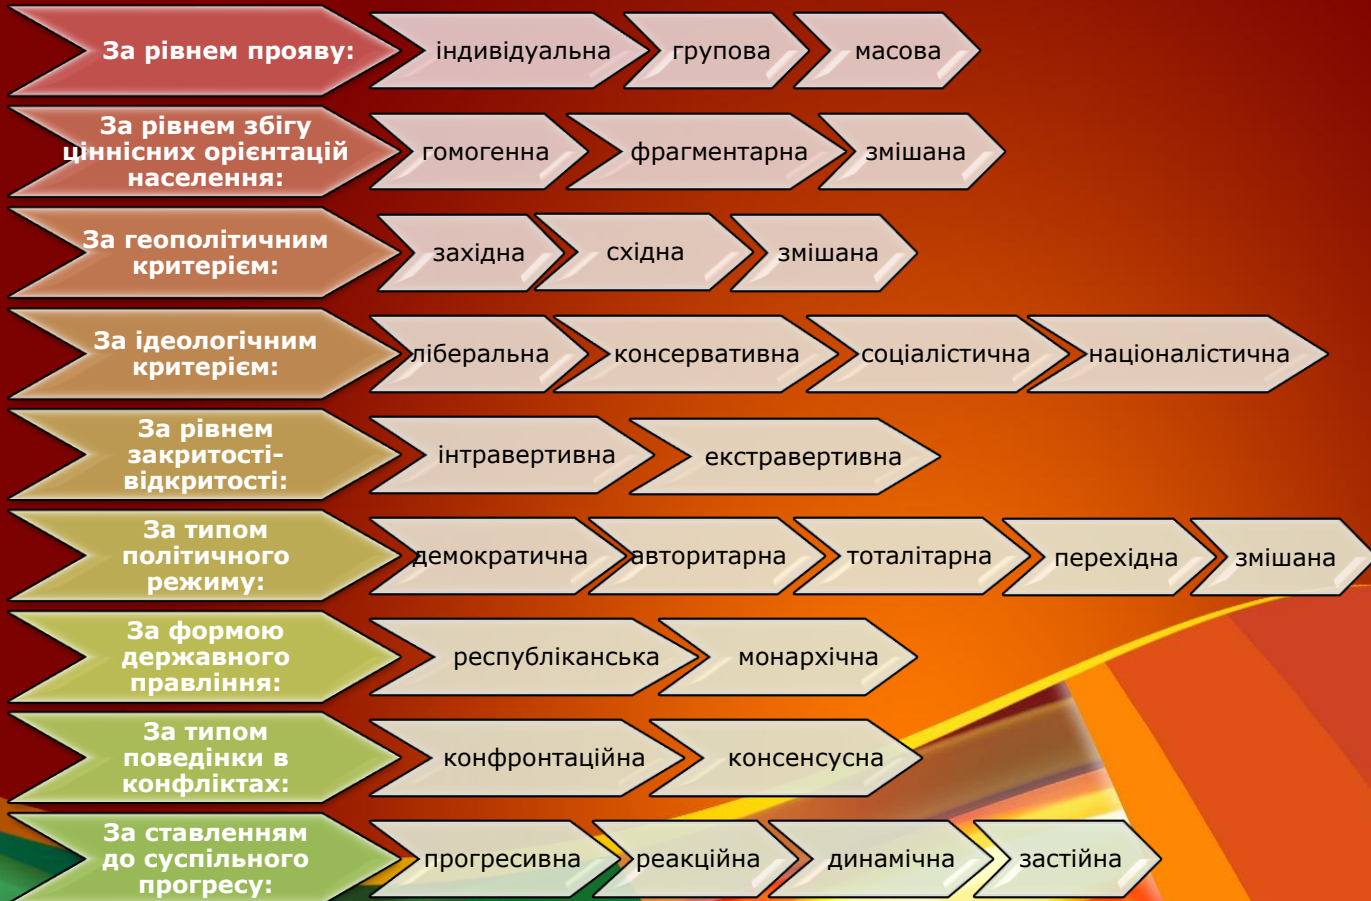 За рівнем прояву: індивідуальна групова масова
За рівнем збігу
ціннісних орієнтацій
населення:
гомогенна фрагментарна змішана
За геополітичним
критерієм:
західна східна змішана
За ідеологічним
критерієм:
ліберальна консервативна соціалістична націоналістична
За рівнем
закритості–
відкритості:
інтравертивна екстравертивна
За типом
політичного
режиму:
демократична авторитарна тоталітарна перехідна змішана
За формою
державного
правління:
республіканська монархічна
За типом
поведінки в
конфліктах:
конфронтаційна консенсусна
За ставленням
до суспільного
прогресу:
прогресивна реакційна динамічна застійна